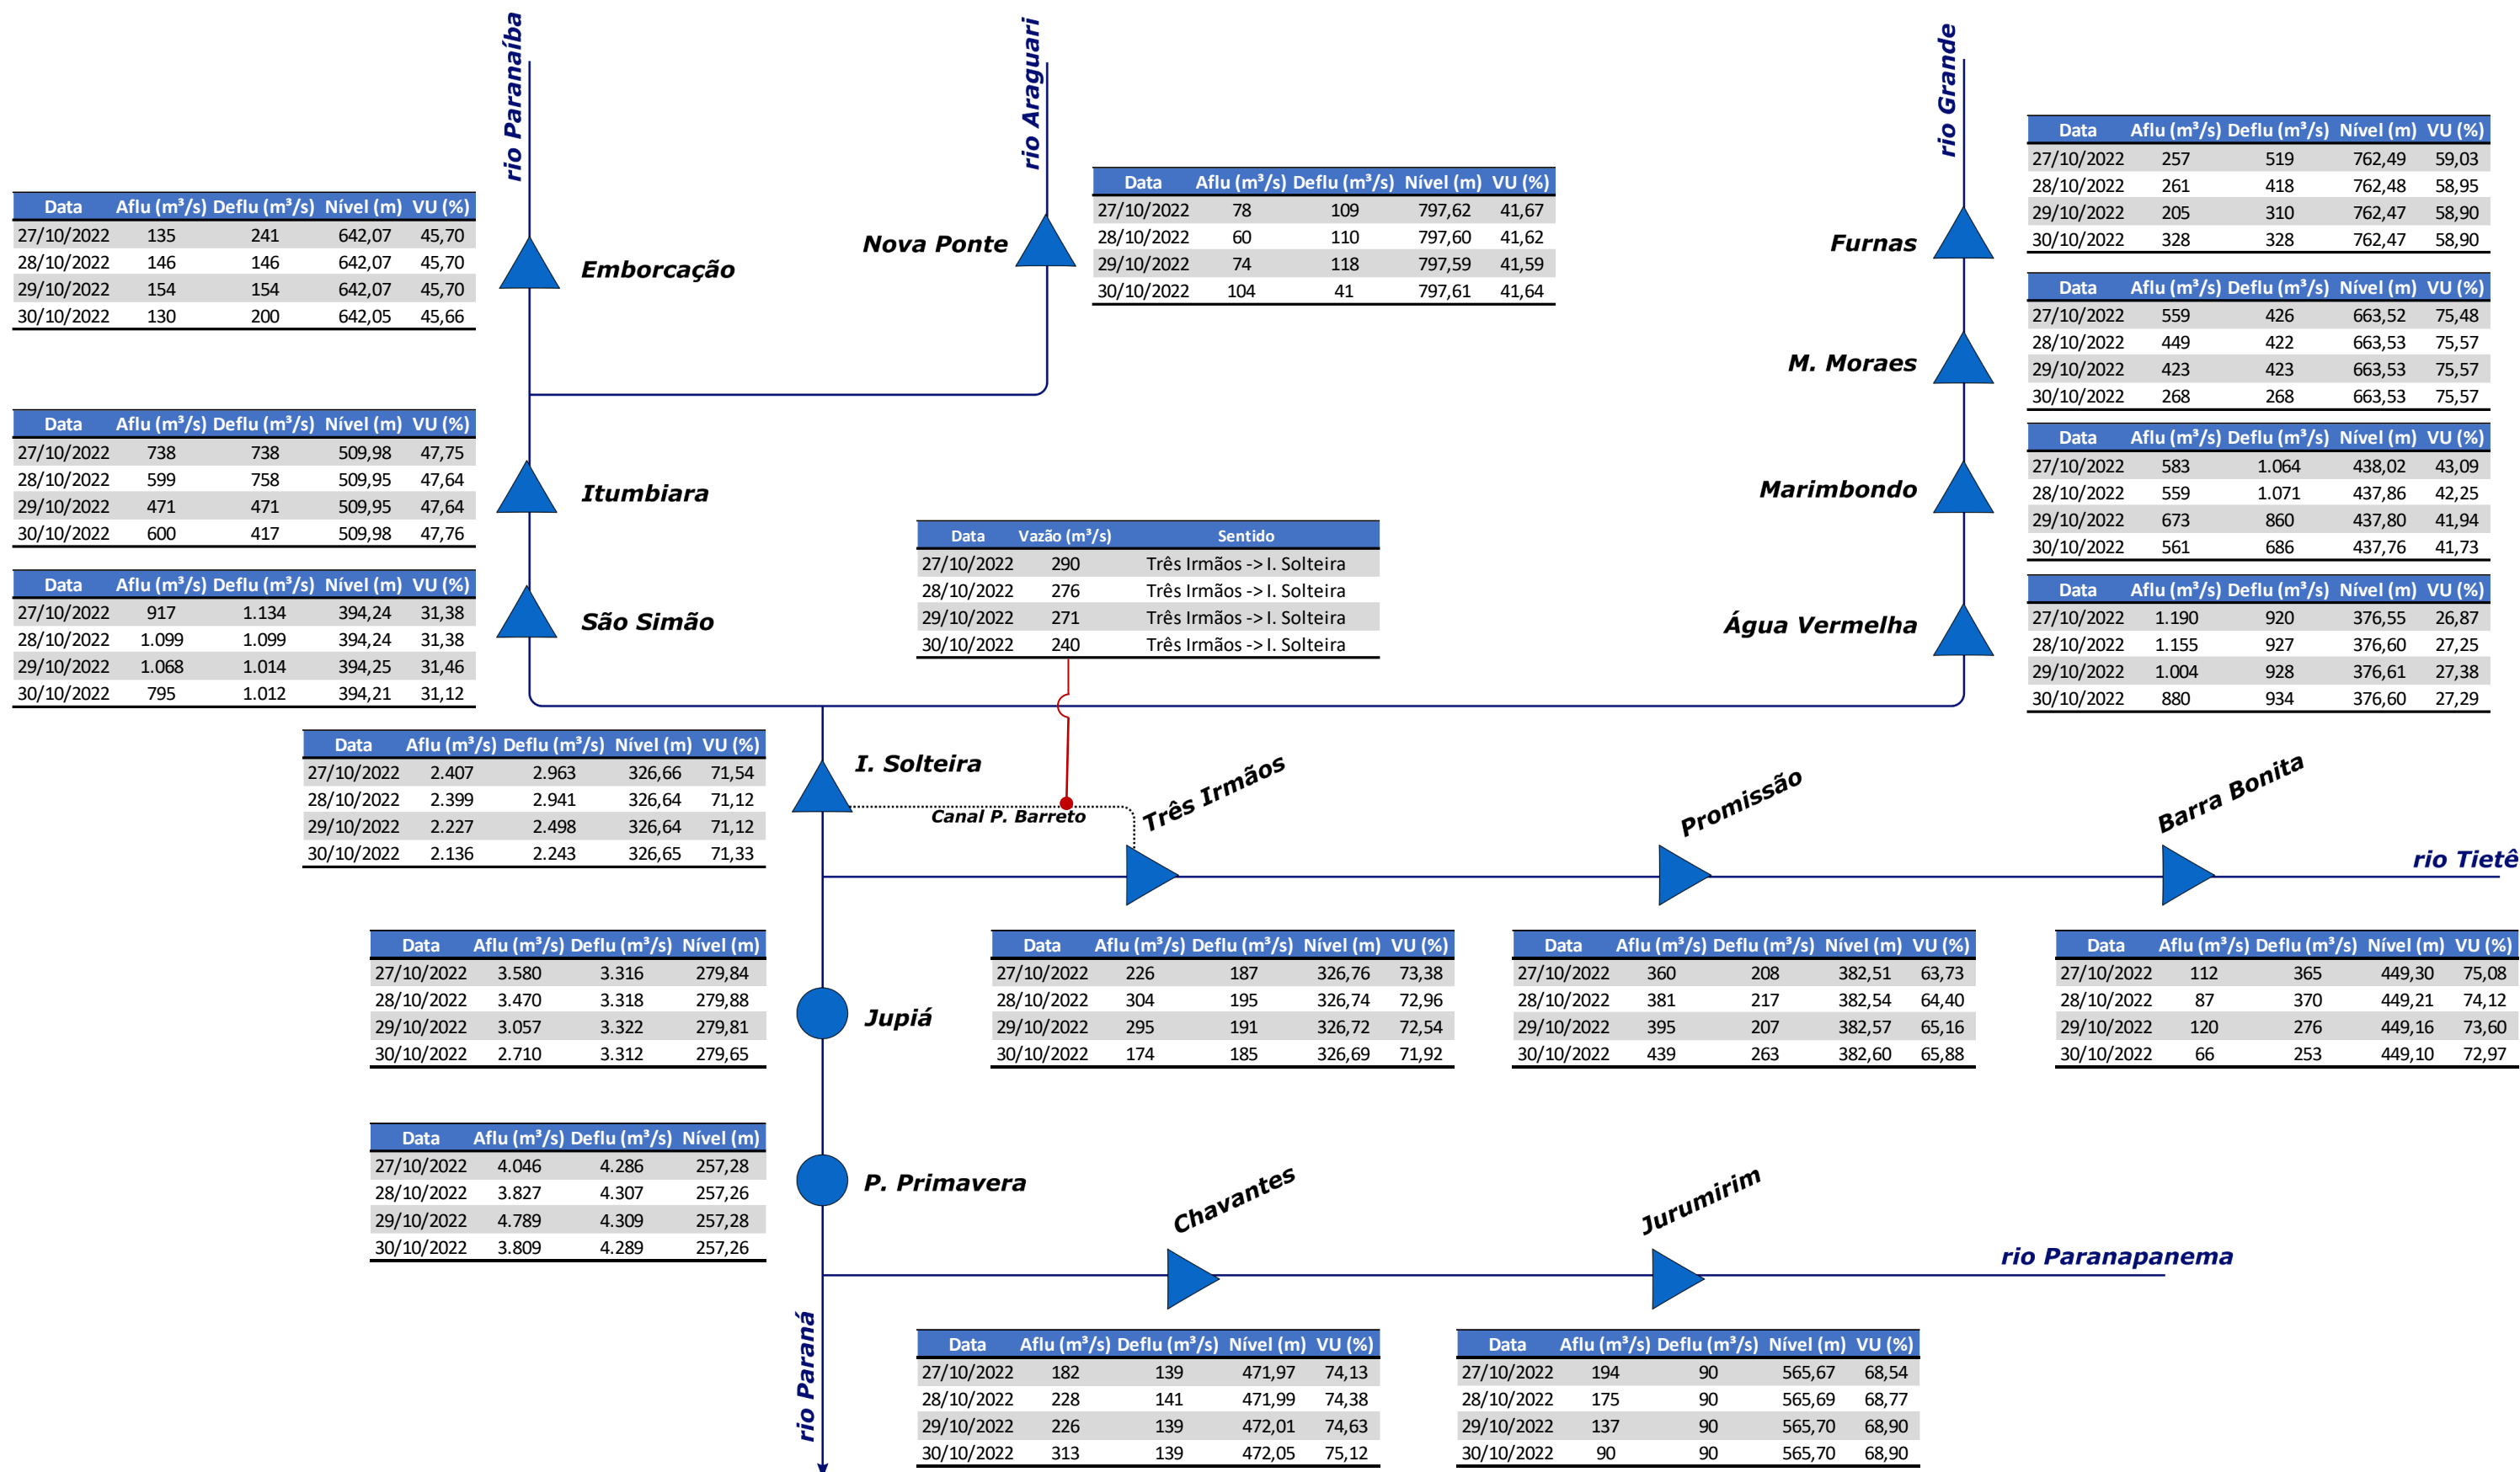 rio Paranaíba
rio Araguari
rio Grande
Data Aflu (m³/s) Deflu (m³/s) Nível (m) VU (%)
27/10/2022 257 519 762,49 59,03
28/10/2022 261 418 762,48 58,95
29/10/2022 205 310 762,47 58,90
30/10/2022 328 328 762,47 58,90
Furnas
Data Aflu (m³/s) Deflu (m³/s) Nível (m) VU (%)
27/10/2022 78 109 797,62 41,67
28/10/2022 60 110 797,60 41,62
29/10/2022 74 118 797,59 41,59
30/10/2022 104 41 797,61 41,64
Nova Ponte
Data Aflu (m³/s) Deflu (m³/s) Nível (m) VU (%)
27/10/2022 135 241 642,07 45,70
28/10/2022 146 146 642,07 45,70
29/10/2022 154 154 642,07 45,70
30/10/2022 130 200 642,05 45,66
Emborcação
Data Aflu (m³/s) Deflu (m³/s) Nível (m) VU (%)
27/10/2022 559 426 663,52 75,48
28/10/2022 449 422 663,53 75,57
29/10/2022 423 423 663,53 75,57
30/10/2022 268 268 663,53 75,57
M. Moraes
Data Aflu (m³/s) Deflu (m³/s) Nível (m) VU (%)
27/10/2022 738 738 509,98 47,75
28/10/2022 599 758 509,95 47,64
29/10/2022 471 471 509,95 47,64
30/10/2022 600 417 509,98 47,76
Itumbiara
Data Aflu (m³/s) Deflu (m³/s) Nível (m) VU (%)
27/10/2022 583 1.064 438,02 43,09
28/10/2022 559 1.071 437,86 42,25
29/10/2022 673 860 437,80 41,94
30/10/2022 561 686 437,76 41,73
Marimbondo
Data Vazão (m³/s) Sentido
27/10/2022 290 Três Irmãos -> I. Solteira
28/10/2022 276 Três Irmãos -> I. Solteira
29/10/2022 271 Três Irmãos -> I. Solteira
30/10/2022 240 Três Irmãos -> I. Solteira
Data Aflu (m³/s) Deflu (m³/s) Nível (m) VU (%)
27/10/2022 917 1.134 394,24 31,38
28/10/2022 1.099 1.099 394,24 31,38
29/10/2022 1.068 1.014 394,25 31,46
30/10/2022 795 1.012 394,21 31,12
São Simão
Data Aflu (m³/s) Deflu (m³/s) Nível (m) VU (%)
27/10/2022 1.190 920 376,55 26,87
28/10/2022 1.155 927 376,60 27,25
29/10/2022 1.004 928 376,61 27,38
30/10/2022 880 934 376,60 27,29
Água Vermelha
Data Aflu (m³/s) Deflu (m³/s) Nível (m) VU (%)
27/10/2022 2.407 2.963 326,66 71,54
28/10/2022 2.399 2.941 326,64 71,12
29/10/2022 2.227 2.498 326,64 71,12
30/10/2022 2.136 2.243 326,65 71,33
I. Solteira
Canal P. Barreto
Três Irmãos
Promissão
Barra Bonita
rio Tietê
Data Aflu (m³/s) Deflu (m³/s) Nível (m)
27/10/2022 3.580 3.316 279,84
28/10/2022 3.470 3.318 279,88
29/10/2022 3.057 3.322 279,81
30/10/2022 2.710 3.312 279,65
Jupiá
Data Aflu (m³/s) Deflu (m³/s) Nível (m) VU (%)
27/10/2022 226 187 326,76 73,38
28/10/2022 304 195 326,74 72,96
29/10/2022 295 191 326,72 72,54
30/10/2022 174 185 326,69 71,92
Data Aflu (m³/s) Deflu (m³/s) Nível (m) VU (%)
27/10/2022 360 208 382,51 63,73
28/10/2022 381 217 382,54 64,40
29/10/2022 395 207 382,57 65,16
30/10/2022 439 263 382,60 65,88
Data Aflu (m³/s) Deflu (m³/s) Nível (m) VU (%)
27/10/2022 112 365 449,30 75,08
28/10/2022 87 370 449,21 74,12
29/10/2022 120 276 449,16 73,60
30/10/2022 66 253 449,10 72,97
Data Aflu (m³/s) Deflu (m³/s) Nível (m)
27/10/2022 4.046 4.286 257,28
28/10/2022 3.827 4.307 257,26
29/10/2022 4.789 4.309 257,28
30/10/2022 3.809 4.289 257,26
P. Primavera
Chavantes
Jurumirim
rio Paranapanema
rio Paraná
Data Aflu (m³/s) Deflu (m³/s) Nível (m) VU (%)
27/10/2022 182 139 471,97 74,13
28/10/2022 228 141 471,99 74,38
29/10/2022 226 139 472,01 74,63
30/10/2022 313 139 472,05 75,12
Data Aflu (m³/s) Deflu (m³/s) Nível (m) VU (%)
27/10/2022 194 90 565,67 68,54
28/10/2022 175 90 565,69 68,77
29/10/2022 137 90 565,70 68,90
30/10/2022 90 90 565,70 68,90